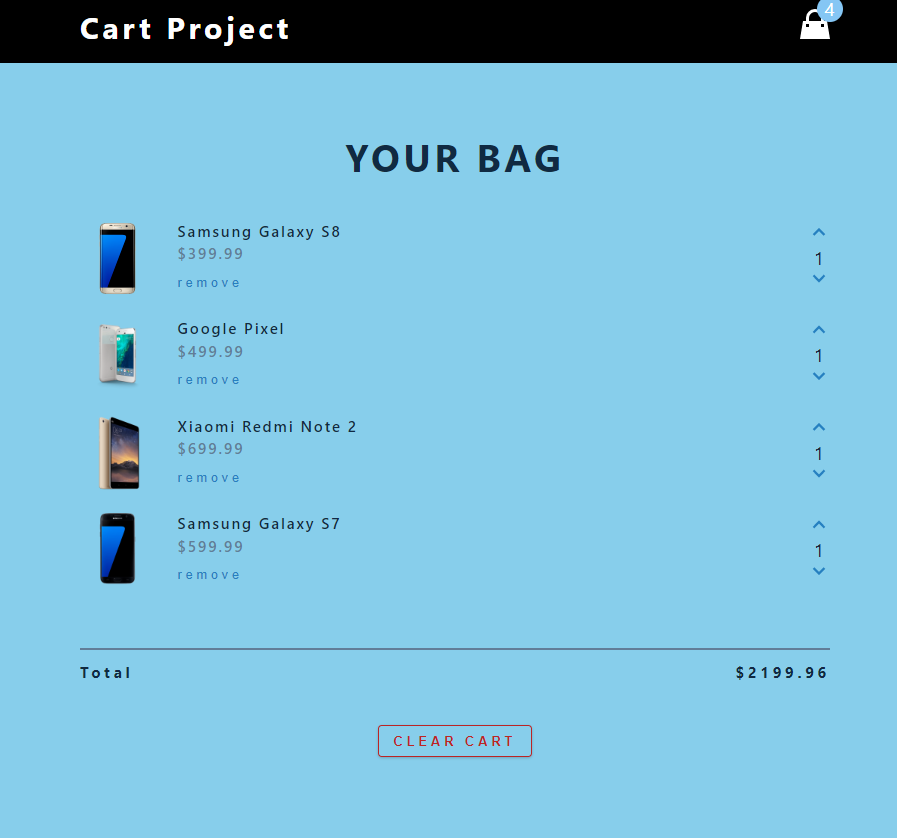 Cart Project
4
YOUR BAG
Samsung Galaxy S8
$399.99
remove
1
Google Pixel
$499.99
remove
1
Xiaomi Redmi Note 2
$699.99
remove
1
Samsung Galaxy S7
$599.99
remove
1
Total $2199.96
CLEAR CART